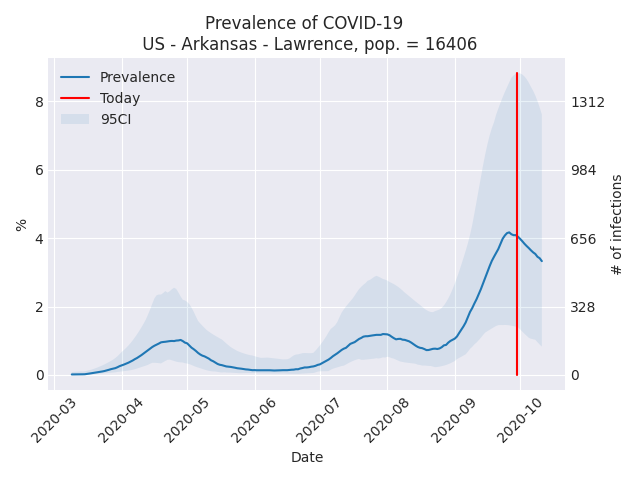 Prevalence of COVID-19
US - Arkansas - Lawrence, pop. = 16406
Prevalence
Today
95CI
8
6
4
2
0
%
1312
984
656
328
0
# of infections
2020-03
2020-04
2020-05
2020-06
2020-07
2020-08
2020-09
2020-10
Date